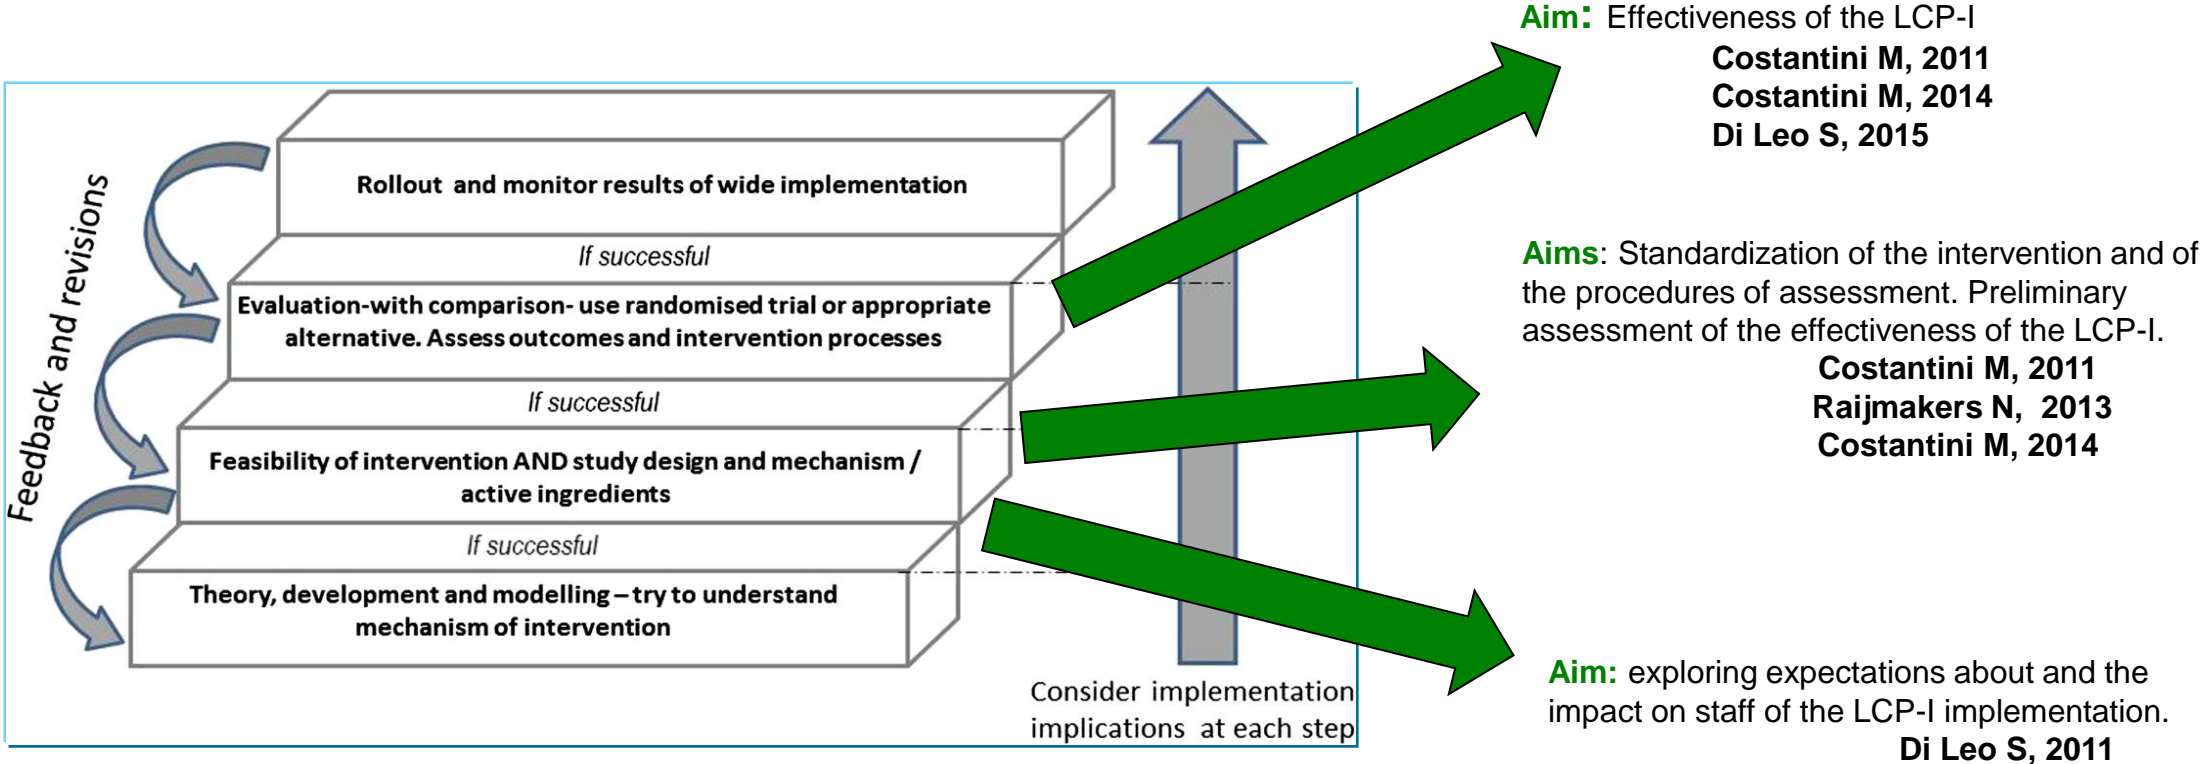 Aim: Effectiveness of the LCP-I
Costantini M, 2011
Costantini M, 2014
Di Leo S, 2015
Rollout and monitor results of wide implementation
If successful
Evaluation-with comparison- use randomised trial or appropriate
alternative. Assess outcomes and intervention processes
If successful
Feasibility of intervention AND study design and mechanism /
active ingredients
If successful
Theory, development and modelling – try to understand
mechanism of intervention
Feedback and revisions
Consider implementation
implications at each step
Aims: Standardization of the intervention and of
the procedures of assessment. Preliminary
assessment of the effectiveness of the LCP-I.
Costantini M, 2011
Raijmakers N, 2013
Costantini M, 2014
Aim: exploring expectations about and the
impact on staff of the LCP-I implementation.
Di Leo S, 2011